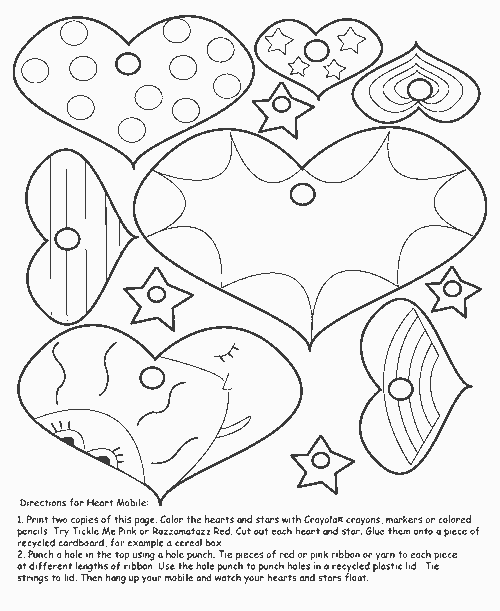 Directions for Heart Mobile:
1. Print two copies of this page. Color the hearts and stars with Crayola® crayons, markers or colored
pencils. Try Tickle Me Pink or Razzamatazz Red. Cut out each heart and star. Glue them onto a piece of
recycled cardboard, for example a cereal box
2. Punch a hole in the top using a hole punch. Tie pieces of red or pink ribbon or yarn to each piece
at different lengths of ribbon. Use the hole punch to punch holes in a recycled plastic lid. Tie
strings to lid. Then hang up your mobile and watch your hearts and stars float.